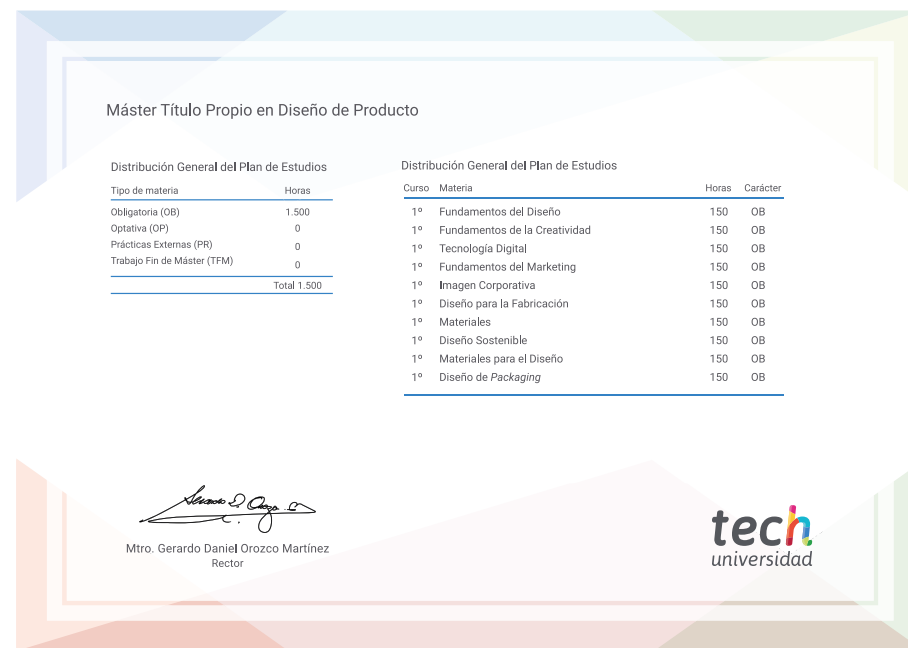 Máster Título Propio en Diseño de Producto
Distribución General del Plan de Estudios
Tipo de materia Horas
Obligatoria (OB) 1.500
Optativa (OP) 0
Prácticas Externas (PR) 0
Trabajo Fin de Máster (TFM) 0
Total 1.500
Distribución General del Plan de Estudios
Curso Materia Horas Carácter
1º Fundamentos del Diseño 150 OB
1º Fundamentos de la Creatividad 150 OB
1º Tecnología Digital 150 OB
1º Fundamentos del Marketing 150 OB
1º Imagen Corporativa 150 OB
1º Diseño para la Fabricación 150 OB
1º Materiales 150 OB
1º Diseño Sostenible 150 OB
1º Materiales para el Diseño 150 OB
1º Diseño de Packaging 150 OB
Mtro. Gerardo Daniel Orozco Martínez
Rector
tech
universidad